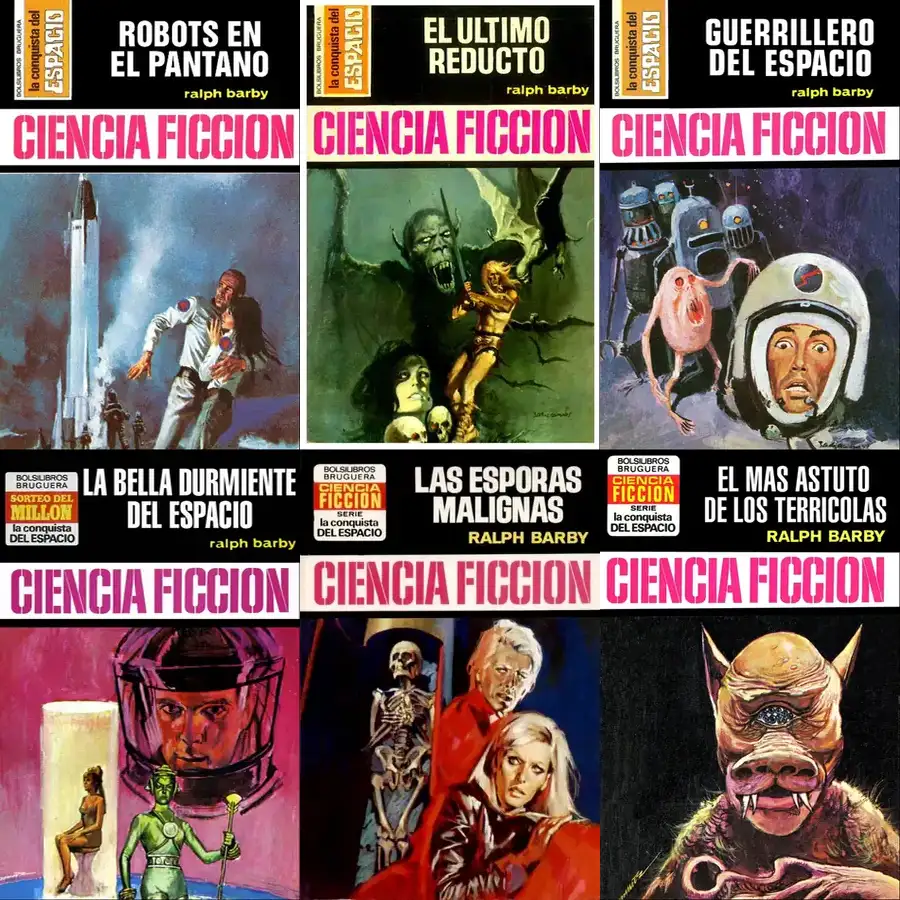 BOLSILIBROS BRUGUERA
la conquista del
ESPACIO
ROBOTS EN
EL PANTANO
ralph barby
CIENCIA FICCION
BOLSILIBROS BRUGUERA
la conquista del
ESPACIO
EL ULTIMO
REDUCTO
ralph barby
CIENCIA FICCION
BOLSILIBROS BRUGUERA
la conquista del
ESPACIO
GUERRILLERO
DEL ESPACIO
ralph barby
CIENCIA FICCION
BOLSILIBROS
BRUGUERA
SORTEO DEL
MILLON
la conquista
DEL ESPACIO
LA BELLA DURMIENTE
DEL ESPACIO
ralph barby
CIENCIA FICCION
BOLSILIBROS
BRUGUERA
CIENCIA
FICCION
SERIE
la conquista
DEL ESPACIO
LAS ESPORAS
MALIGNAS
RALPH BARBY
CIENCIA FICCION
BOLSILIBROS
BRUGUERA
CIENCIA
FICCION
SERIE
la conquista
DEL ESPACIO
EL MAS ASTUTO
DE LOS TERRICOLAS
RALPH BARBY
CIENCIA FICCION